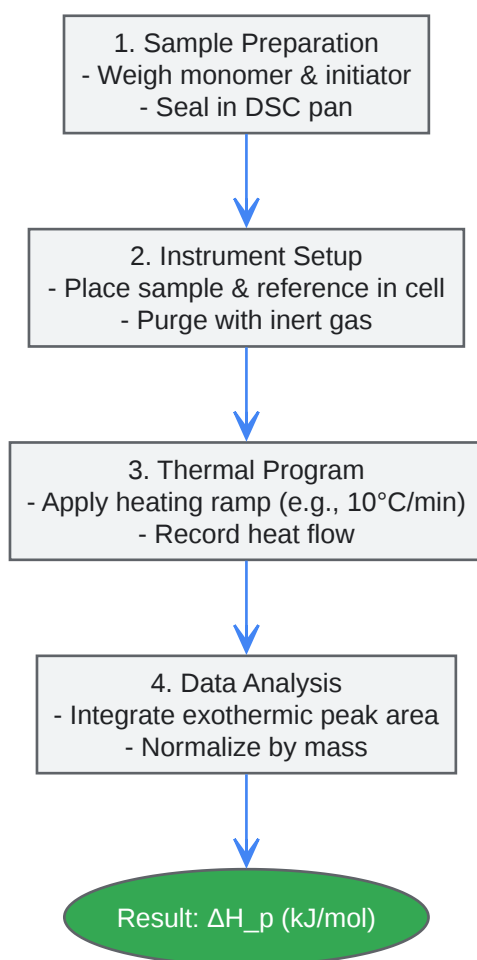 1. Sample Preparation
- Weigh monomer & initiator
- Seal in DSC pan
2. Instrument Setup
- Place sample & reference in cell
- Purge with inert gas
3. Thermal Program
- Apply heating ramp (e.g., 10°C/min)
- Record heat flow
4. Data Analysis
- Integrate exothermic peak area
- Normalize by mass
Result: ΔH_p (kJ/mol)